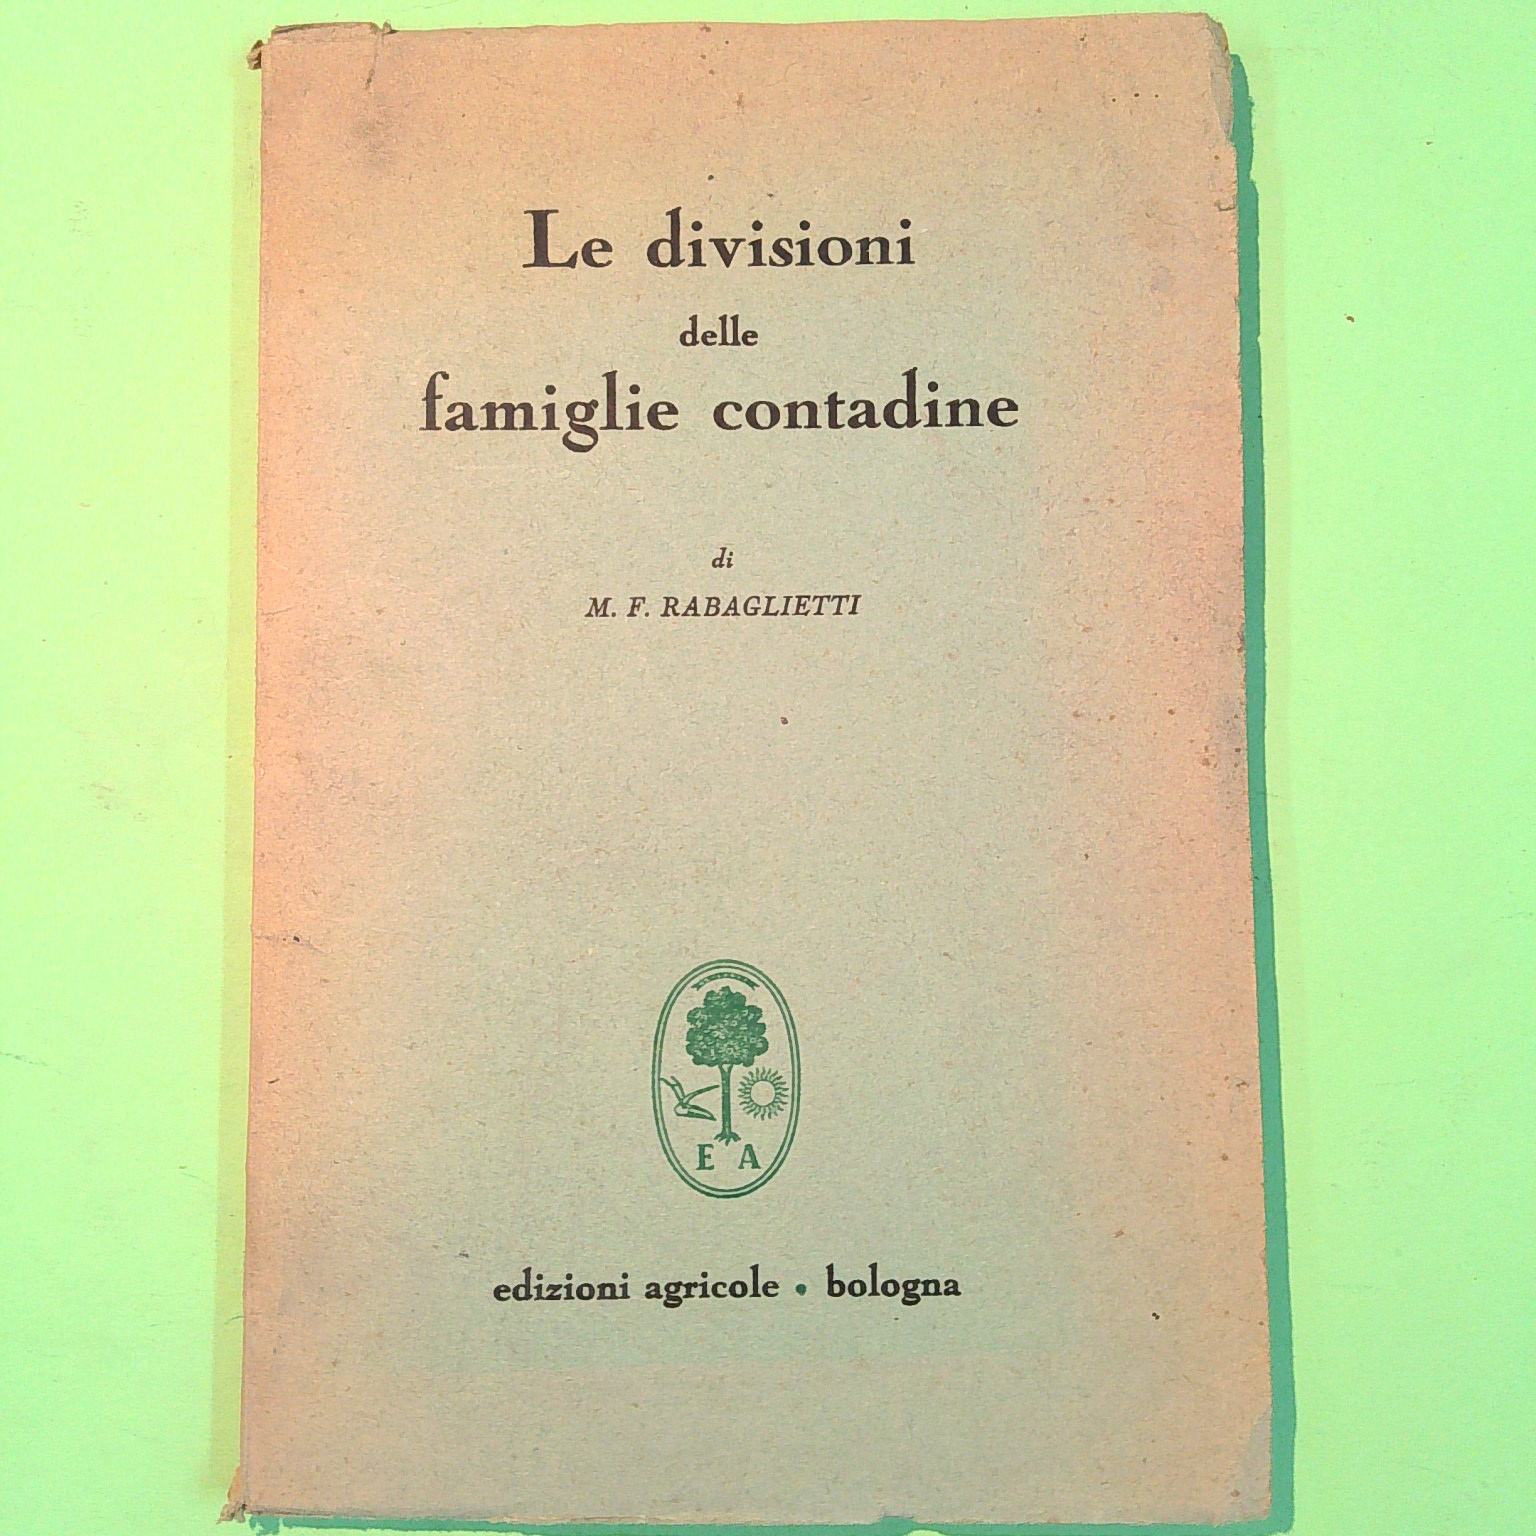 Le divisioni
delle
famiglie contadine
di
M. F. RABAGLIETTI
E A
edizioni agricole • bologna